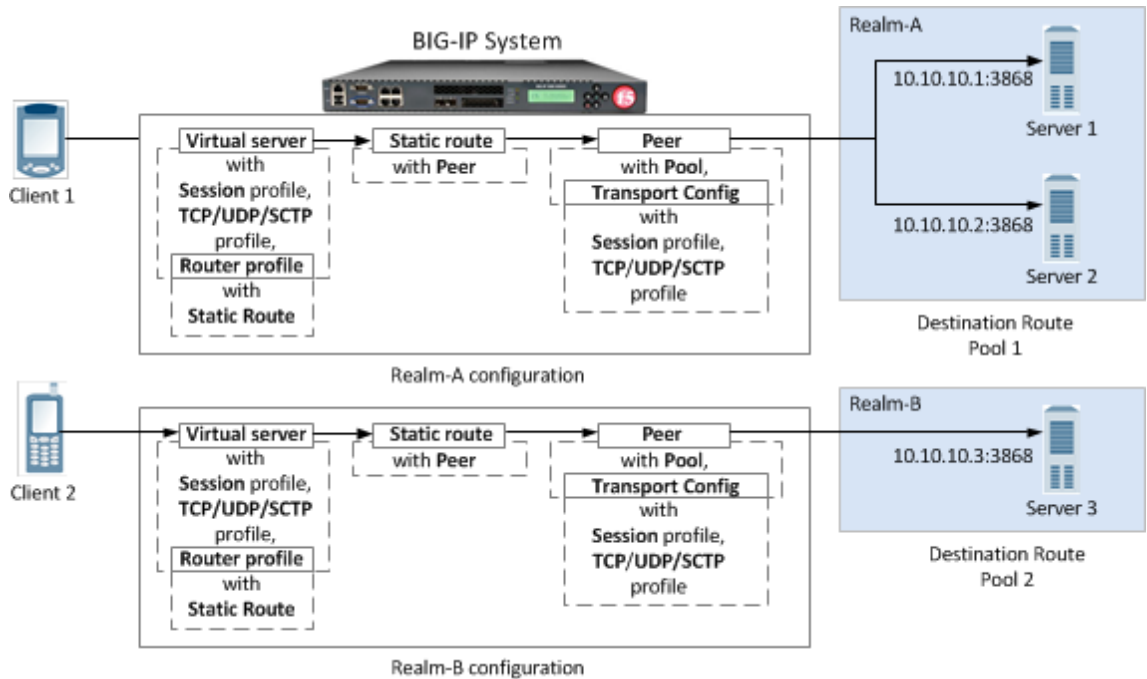 BIG-IP System
f5
Client 1
Virtual server
with
Session profile,
TCP/UDP/SCTP
profile,
Router profile
with
Static Route
Static route
with Peer
Peer
with Pool,
Transport Config
with
Session profile,
TCP/UDP/SCTP
profile
Realm-A configuration
Realm-A
10.10.10.1:3868
Server 1
10.10.10.2:3868
Server 2
Destination Route
Pool 1
Client 2
Virtual server
with
Session profile,
TCP/UDP/SCTP
profile,
Router profile
with
Static Route
Static route
with Peer
Peer
with Pool,
Transport Config
with
Session profile,
TCP/UDP/SCTP
profile
Realm-B configuration
Realm-B
10.10.10.3:3868
Server 3
Destination Route
Pool 2